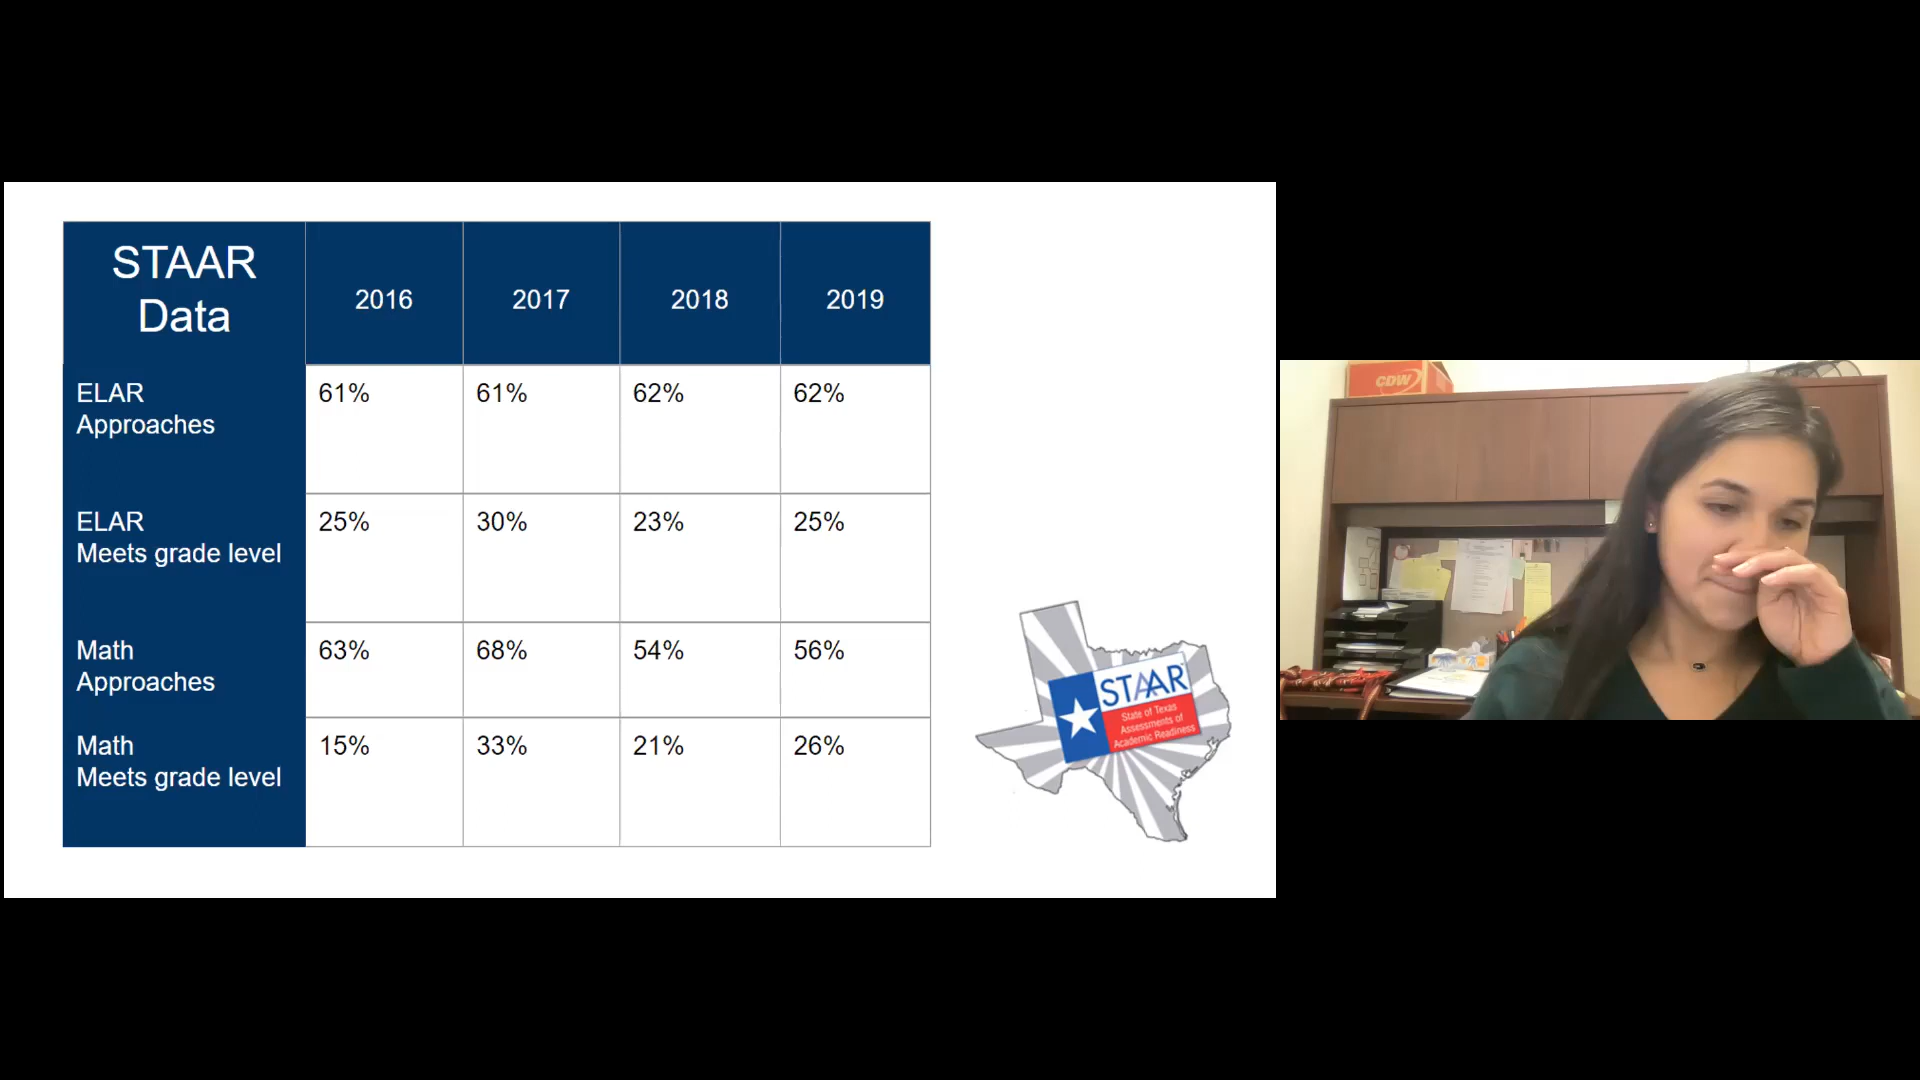 STAAR
Data
2016
2017
2018
2019
ELAR
Approaches
61%
61%
62%
62%
ELAR
Meets grade level
25%
30%
23%
25%
Math
Approaches
63%
68%
54%
56%
Math
Meets grade level
15%
33%
21%
26%
STAAR
State of Texas
Assessments of
Academic Readiness
CDW